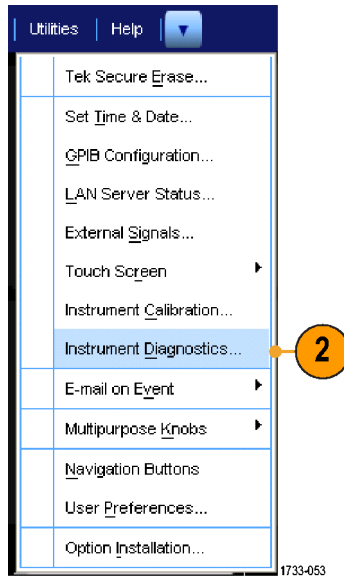 Utilities | Help
Tek Secure Erase...
Set Time & Date...
GPIB Configuration...
LAN Server Status...
External Signals...
Touch Screen
Instrument Calibration...
Instrument Diagnostics...
2
E-mail on Event
Multipurpose Knobs
Navigation Buttons
User Preferences...
Option Installation...
1733-053